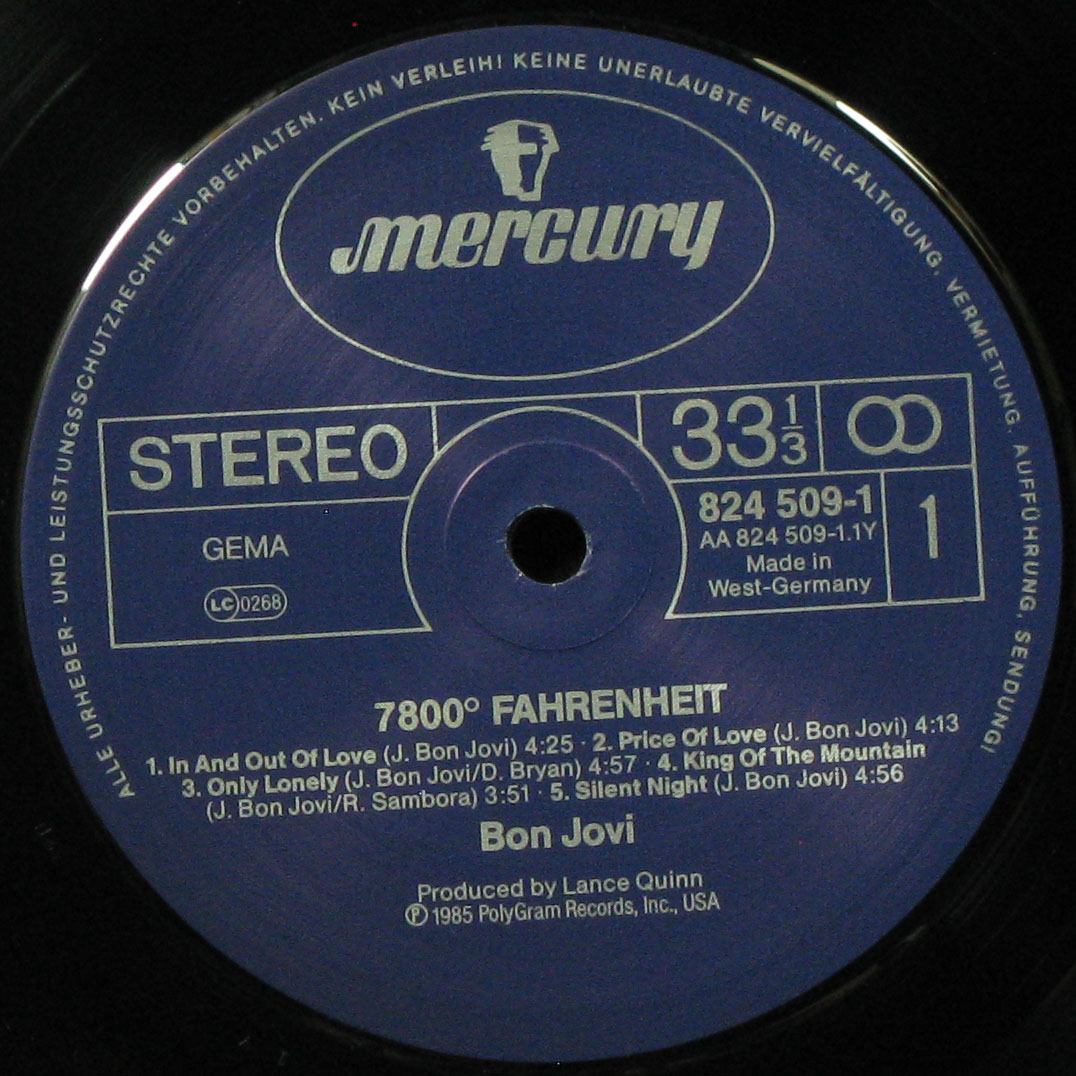 ALLE URHEBER- UND LEISTUNGSSCHUTZRECHTE VORBEHALTEN. KEIN VERLEIH! KEINE UNERLAUBTE VERVIELFÄLTIGUNG, VERMIETUNG, AUFFÜHRUNG, SENDUNG!
mercury
STEREO
33 1/3
GEMA
LC 0268
824 509-1
AA 824 509-1.1Y
Made in
West-Germany
1
7800° FAHRENHEIT
1. In And Out Of Love (J. Bon Jovi) 4:25 · 2. Price Of Love (J. Bon Jovi) 4:13
3. Only Lonely (J. Bon Jovi/D. Bryan) 4:57 · 4. King Of The Mountain
(J. Bon Jovi/R. Sambora) 3:51 · 5. Silent Night (J. Bon Jovi) 4:56
Bon Jovi
Produced by Lance Quinn
℗ 1985 PolyGram Records, Inc., USA